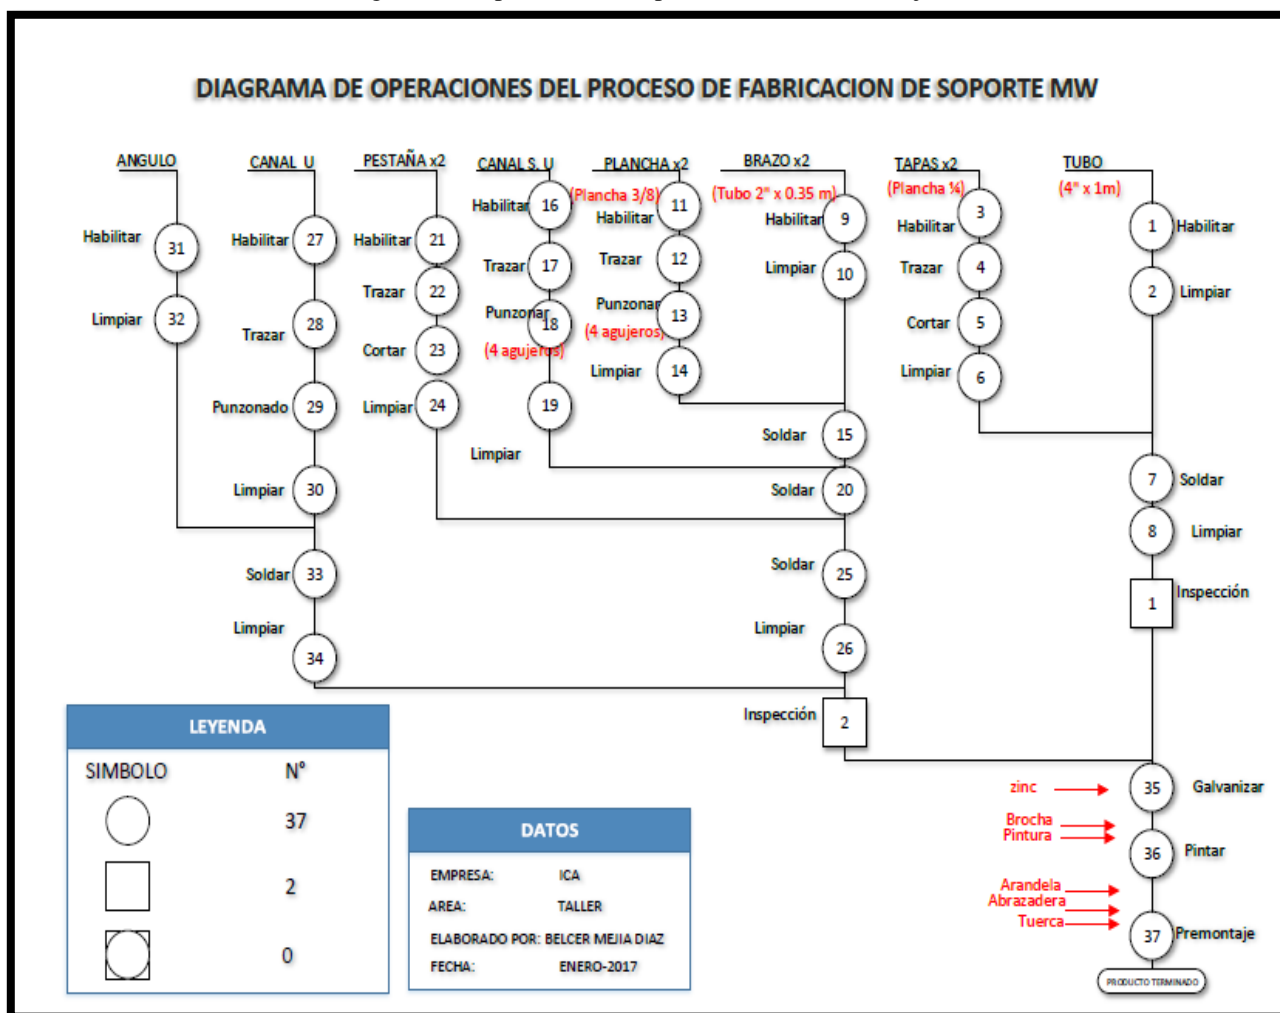 DIAGRAMA DE OPERACIONES DEL PROCESO DE FABRICACION DE SOPORTE MW
ANGULO
CANAL U
PESTAÑA x2
CANAL S. U
PLANCHA x2
BRAZO x2
TAPAS x2
TUBO
(Plancha 3/8)
(Tubo 2" x 0.35 m)
(Plancha ¼)
(4" x 1m)
Habilitar 31
Limpiar 32
Habilitar 27
Trazar 28
Punzonado 29
Limpiar 30
Soldar 33
Limpiar 34
Habilitar 21
Trazar 22
Cortar 23
Limpiar 24
Habilitar 16
Trazar 17
Punzonar 18
(4 agujeros)
19
Limpiar
Habilitar 11
Trazar 12
Punzonar 13
(4 agujeros)
Limpiar 14
Habilitar 9
Limpiar 10
Soldar 15
Soldar 20
Soldar 25
Limpiar 26
Inspección 2
Habilitar 3
Trazar 4
Cortar 5
Limpiar 6
1 Habilitar
2 Limpiar
7 Soldar
8 Limpiar
1 Inspección
zinc 35 Galvanizar
Brocha
Pintura
36 Pintar
Arandela
Abrazadera
Tuerca
37 Premontaje
PRODUCTO TERMINADO
LEYENDA
SIMBOLO N°
37
2
0
DATOS
EMPRESA: ICA
AREA: TALLER
ELABORADO POR: BELCER MEJIA DIAZ
FECHA: ENERO-2017